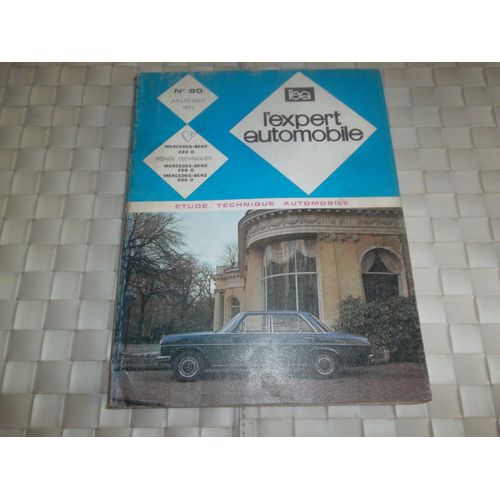 N° 90
JUILLET-AOUT
1973
MERCEDES-BENZ
220 D
FICHES TECHNIQUES
MERCEDES-BENZ
240 D
MERCEDES-BENZ
200 D
l'ea
l'expert
automobile
ETUDE TECHNIQUE AUTOMOBILE